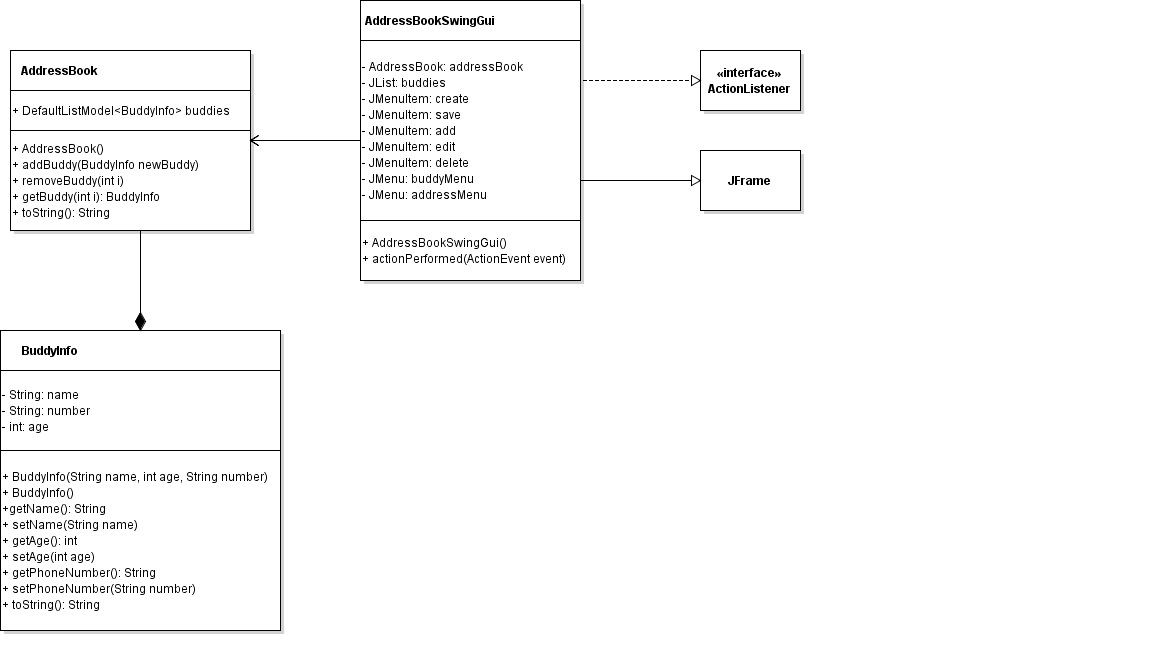 AddressBook
+ DefaultListModel<BuddyInfo> buddies
+ AddressBook()
+ addBuddy(BuddyInfo newBuddy)
+ removeBuddy(int i)
+ getBuddy(int i): BuddyInfo
+ toString(): String
AddressBookSwingGui
- AddressBook: addressBook
- JList: buddies
- JMenuItem: create
- JMenuItem: save
- JMenuItem: add
- JMenuItem: edit
- JMenuItem: delete
- JMenu: buddyMenu
- JMenu: addressMenu
+ AddressBookSwingGui()
+ actionPerformed(ActionEvent event)
«interface»
ActionListener
JFrame
BuddyInfo
- String: name
- String: number
- int: age
+ BuddyInfo(String name, int age, String number)
+ BuddyInfo()
+getName(): String
+ setName(String name)
+ getAge(): int
+ setAge(int age)
+ getPhoneNumber(): String
+ setPhoneNumber(String number)
+ toString(): String